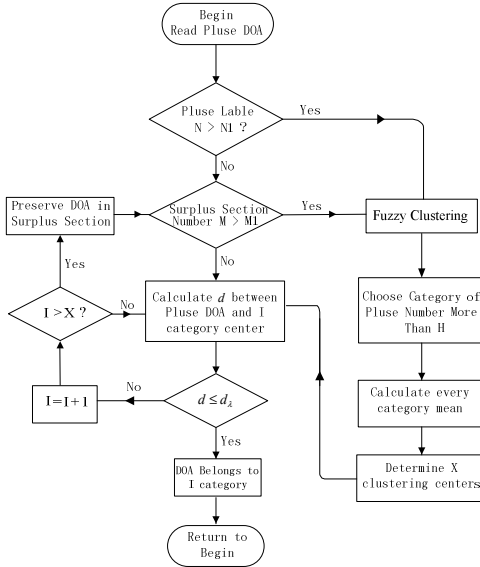 Begin
Read Pluse DOA
Pluse Lable
N > N1 ?
Yes
No
Preserve DOA in
Surplus Section
Surplus Section
Number M > M1
Yes
Fuzzy Clustering
Yes
No
I >X ?
No
Calculate d between
Pluse DOA and I
category center
Choose Category of
Pluse Number More
Than H
I=I+1
No
d ≤ dλ
Calculate every
category mean
Yes
DOA Belongs to
I category
Determine X
clustering centers
Return to
Begin